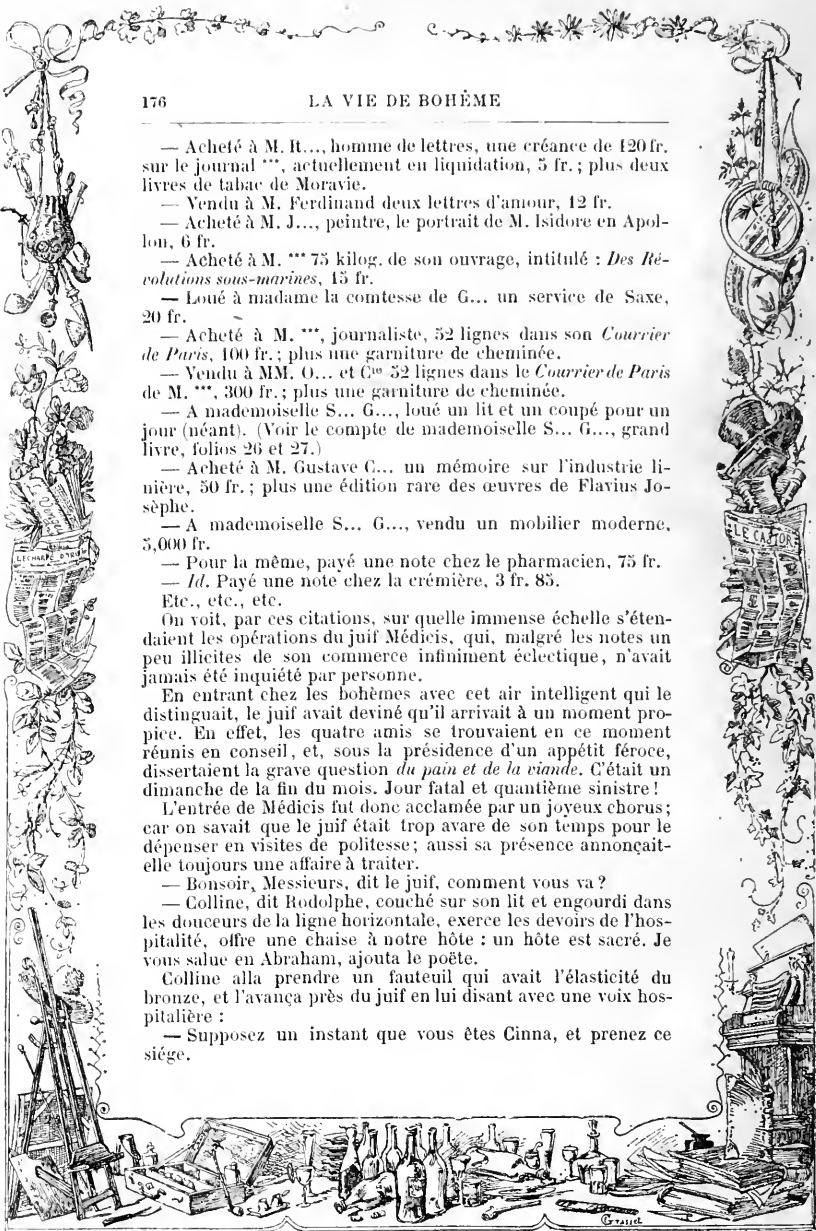 176 LA VIE DE BOHÊME
— Acheté à M. R..., homme de lettres, une créance de 120 fr.
sur le journal ***, actuellement en liquidation, 5 fr. ; plus deux
livres de tabac de Moravie.
— Vendu à M. Ferdinand deux lettres d'amour, 12 fr.
— Acheté à M. J..., peintre, le portrait de M. Isidore en Apol-
lon, 6 fr.
— Acheté à M. *** 75 kilog. de son ouvrage, intitulé : Des Ré-
volutions sous-marines, 15 fr.
— Loué à madame la comtesse de G... un service de Saxe,
20 fr.
— Acheté à M. ***, journaliste, 52 lignes dans son Courrier
de Paris, 100 fr. ; plus une garniture de cheminée.
— Vendu à MM. O... et Cie 52 lignes dans le Courrier de Paris
de M. ***, 300 fr. ; plus une garniture de cheminée.
— A mademoiselle S... G..., loué un lit et un coupé pour un
jour (néant). (Voir le compte de mademoiselle S... G..., grand
livre, folios 26 et 27.)
— Acheté à M. Gustave C... un mémoire sur l'industrie li-
nière, 50 fr. ; plus une édition rare des œuvres de Flavius Jo-
sèphe.
— A mademoiselle S... G..., vendu un mobilier moderne,
5,000 fr.
— Pour la même, payé une note chez le pharmacien, 75 fr.
— Id. Payé une note chez la crémière, 3 fr. 85.
Etc., etc., etc.
On voit, par ces citations, sur quelle immense échelle s'éten-
daient les opérations du juif Médicis, qui, malgré les notes un
peu illicites de son commerce infiniment éclectique, n'avait
jamais été inquiété par personne.
En entrant chez les bohèmes avec cet air intelligent qui le
distinguait, le juif avait deviné qu'il arrivait à un moment pro-
pice. En effet, les quatre amis se trouvaient en ce moment
réunis en conseil, et, sous la présidence d'un appétit féroce,
dissertaient la grave question du pain et de la viande. C'était un
dimanche de la fin du mois. Jour fatal et quantième sinistre !
L'entrée de Médicis fut donc acclamée par un joyeux chorus ;
car on savait que le juif était trop avare de son temps pour le
dépenser en visites de politesse ; aussi sa présence annonçait-
elle toujours une affaire à traiter.
— Bonsoir, Messieurs, dit le juif, comment vous va ?
— Colline, dit Rodolphe, couché sur son lit et engourdi dans
les douceurs de la ligne horizontale, exerce les devoirs de l'hos-
pitalité, offre une chaise à notre hôte : un hôte est sacré. Je
vous salue en Abraham, ajouta le poëte.
Colline alla prendre un fauteuil qui avait l'élasticité du
bronze, et l'avança près du juif en lui disant avec une voix hos-
pitalière :
— Supposez un instant que vous êtes Cinna, et prenez ce
siége.
L'ECHARPE D'IRIS
LE CASTOR
Grasset